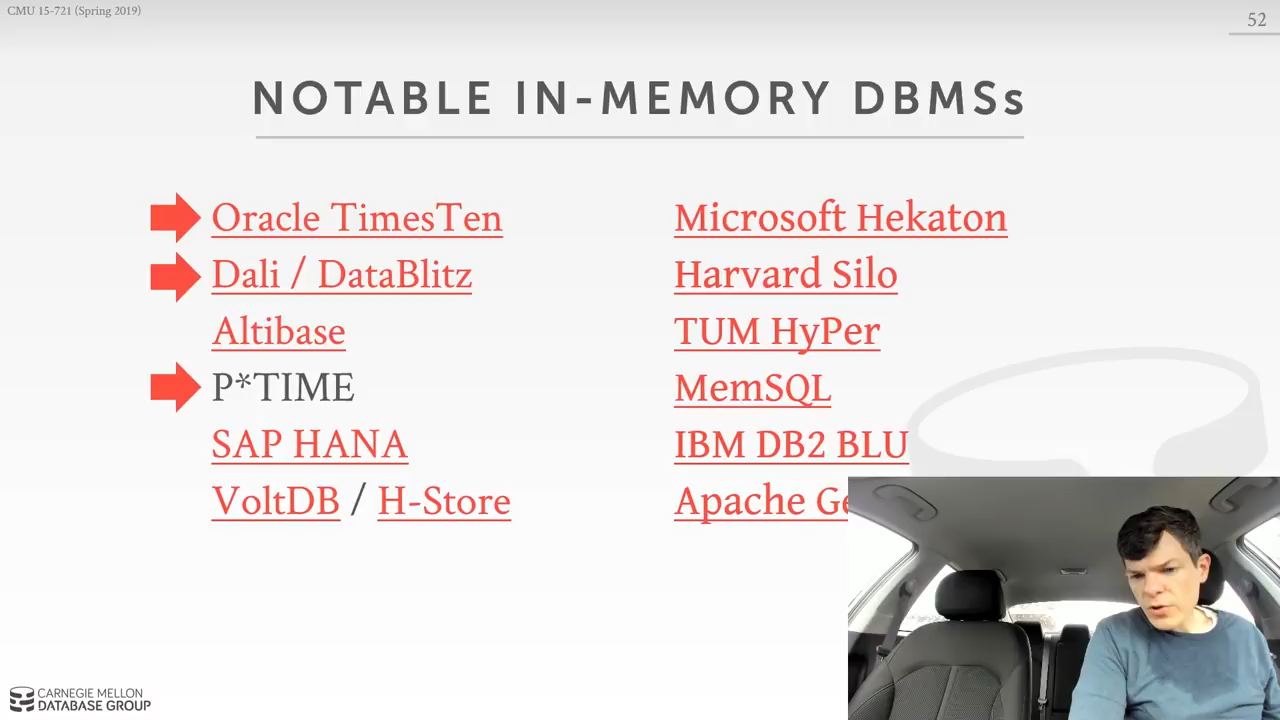 CMU 15-721 (Spring 2019)
52
NOTABLE IN-MEMORY DBMSs
Oracle TimesTen
Dali / DataBlitz
Altibase
P*TIME
SAP HANA
VoltDB / H-Store
Microsoft Hekaton
Harvard Silo
TUM HyPer
MemSQL
IBM DB2 BLU
Apache
CARNEGIE MELLON
DATABASE GROUP